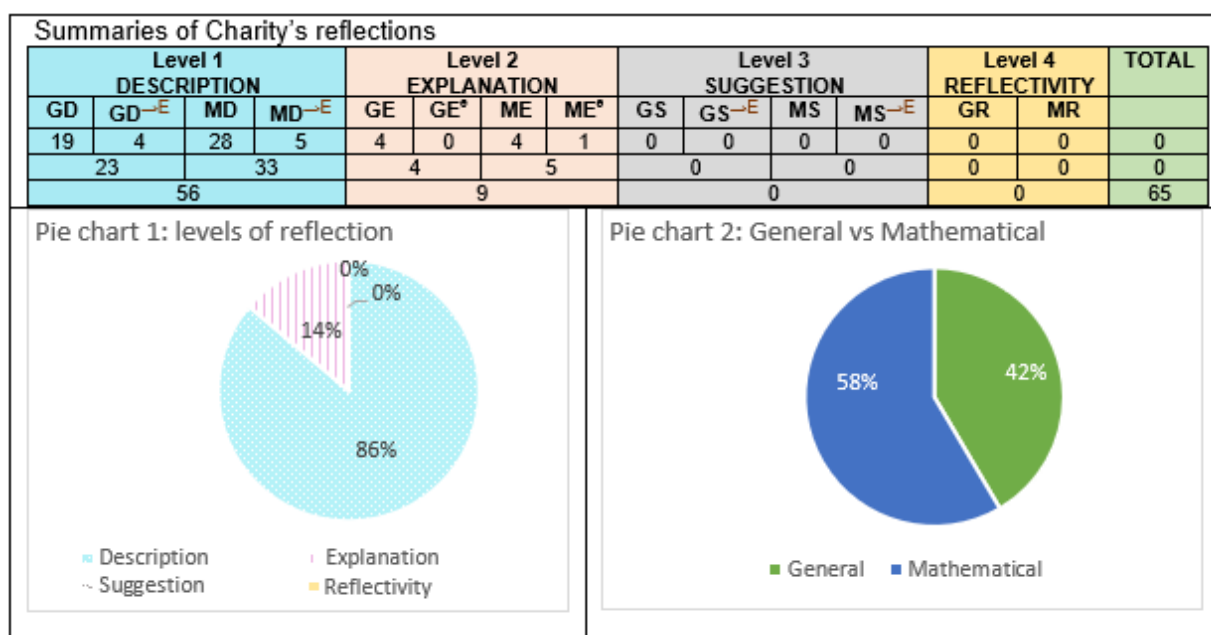 Summaries of Charity's reflections
Level 1 Level 2 Level 3 Level 4 TOTAL
DESCRIPTION EXPLANATION SUGGESTION REFLECTIVITY
GD GD→E MD MD→E GE GEᵉ ME MEᵉ GS GS→E MS MS→E GR MR
19 4 28 5 4 0 4 1 0 0 0 0 0 0 0
23 33 4 5 0 0 0 0 0
56 9 0 0 65
Pie chart 1: levels of reflection
0%
0%
14%
86%
Description Explanation
Suggestion Reflectivity
Pie chart 2: General vs Mathematical
58% 42%
General Mathematical